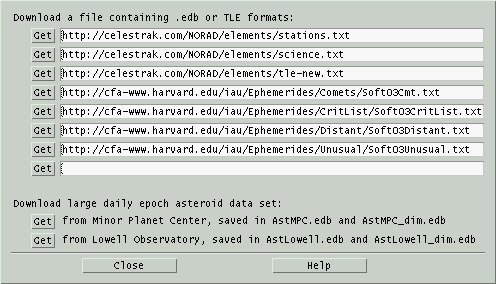 Download a file containing .edb or TLE formats:
Get http://celestrak.com/NORAD/elements/stations.txt
Get http://celestrak.com/NORAD/elements/science.txt
Get http://celestrak.com/NORAD/elements/tle-new.txt
Get http://cfa-www.harvard.edu/iau/Ephemerides/Comets/Soft03Cmt.txt
Get http://cfa-www.harvard.edu/iau/Ephemerides/CritList/Soft03CritList.txt
Get http://cfa-www.harvard.edu/iau/Ephemerides/Distant/Soft03Distant.txt
Get http://cfa-www.harvard.edu/iau/Ephemerides/Unusual/Soft03Unusual.txt
Get
Download large daily epoch asteroid data set:
Get from Minor Planet Center, saved in AstMPC.edb and AstMPC_dim.edb
Get from Lowell Observatory, saved in AstLowell.edb and AstLowell_dim.edb
Close Help